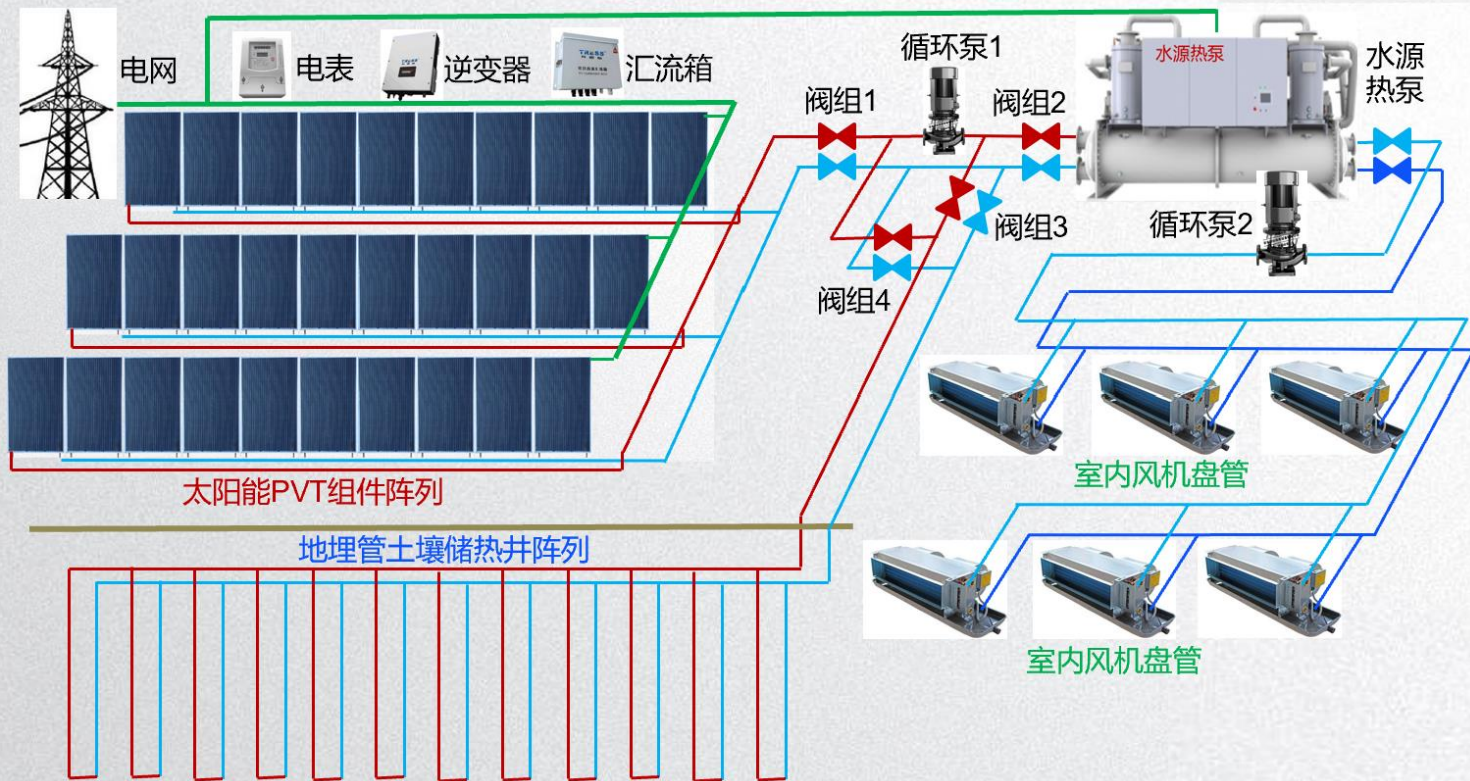 电网
电表
逆变器
汇流箱
循环泵1
水源热泵
水源
热泵
阀组1
阀组2
阀组3
循环泵2
阀组4
太阳能PVT组件阵列
室内风机盘管
地埋管土壤储热井阵列
室内风机盘管